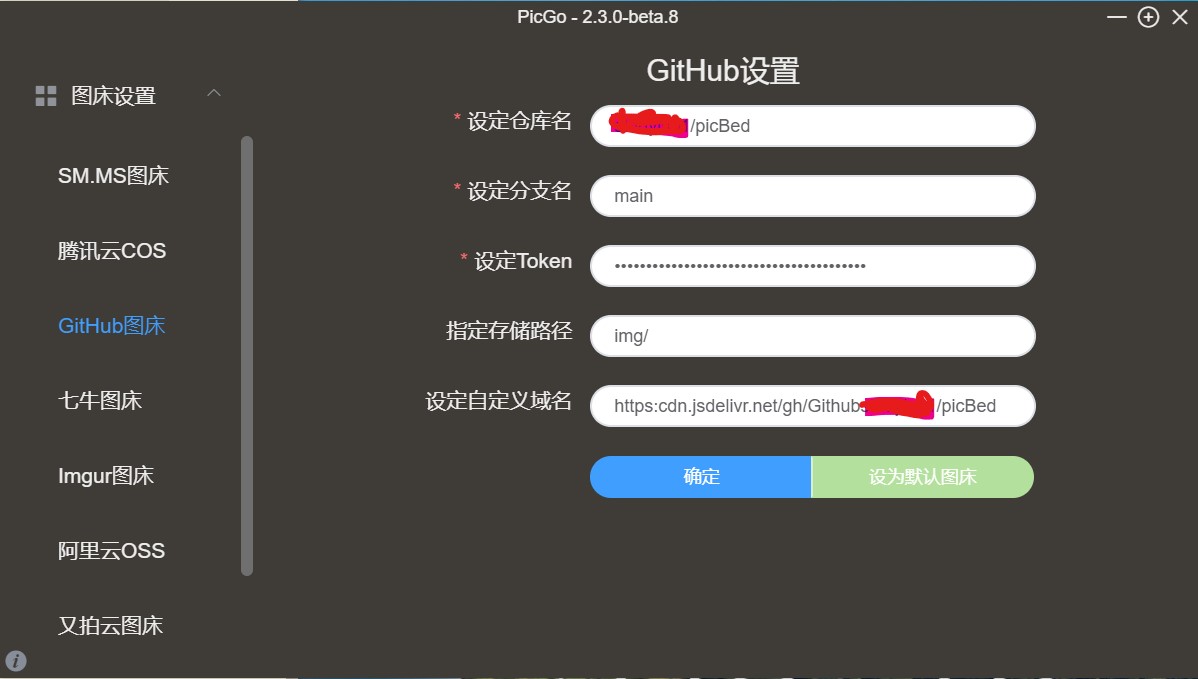 PicGo - 2.3.0-beta.8
GitHub设置
图床设置
* 设定仓库名
/picBed
SM.MS图床
* 设定分支名
main
腾讯云COS
* 设定Token
••••••••••••••••••••••••••••••••••••••••
GitHub图床
指定存储路径
img/
七牛图床
设定自定义域名
https:cdn.jsdelivr.net/gh/Github /picBed
Imgur图床
确定
设为默认图床
阿里云OSS
又拍云图床